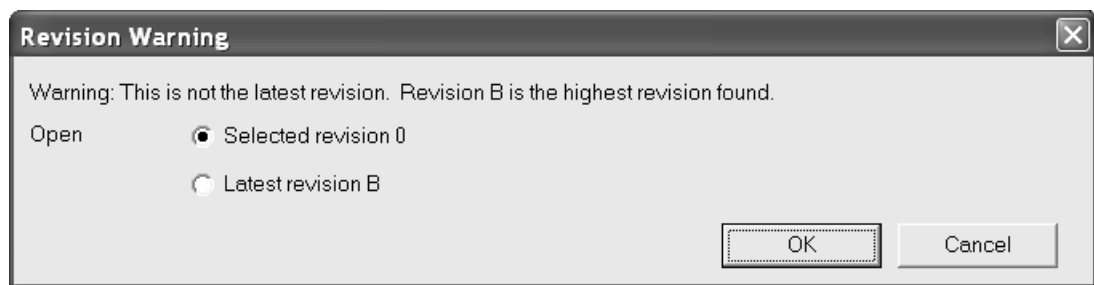 Revision Warning
Warning: This is not the latest revision.  Revision B is the highest revision found.
Open
Selected revision 0
Latest revision B
OK
Cancel